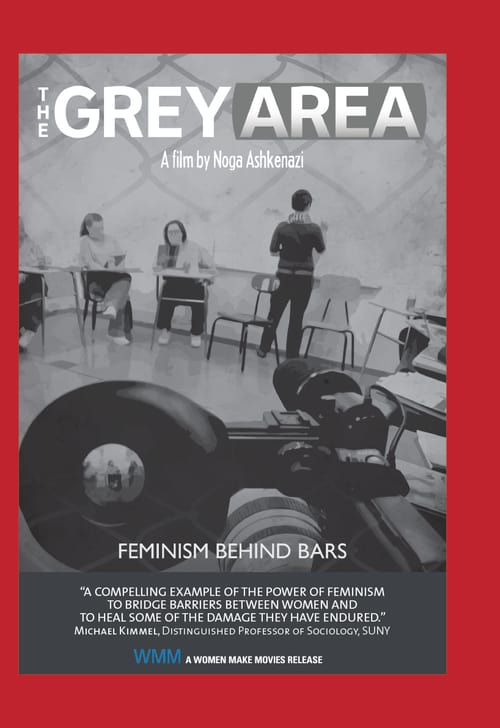 THE GREY AREA
A film by Noga Ashkenazi
FEMINISM BEHIND BARS
“A COMPELLING EXAMPLE OF THE POWER OF FEMINISM
TO BRIDGE BARRIERS BETWEEN WOMEN AND
TO HEAL SOME OF THE DAMAGE THEY HAVE ENDURED.”
MICHAEL KIMMEL, DISTINGUISHED PROFESSOR OF SOCIOLOGY, SUNY
WMM A WOMEN MAKE MOVIES RELEASE